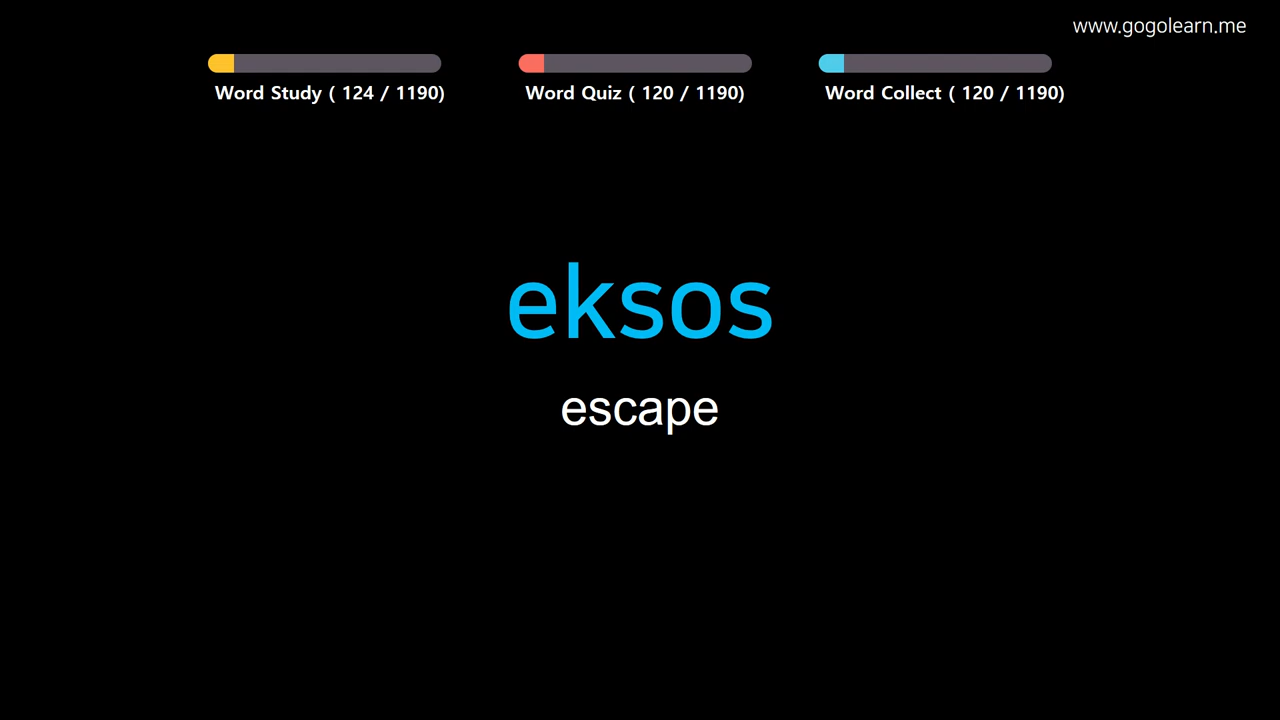 www.gogolearn.me
Word Study ( 124 / 1190)
Word Quiz ( 120 / 1190)
Word Collect ( 120 / 1190)
eksos
escape